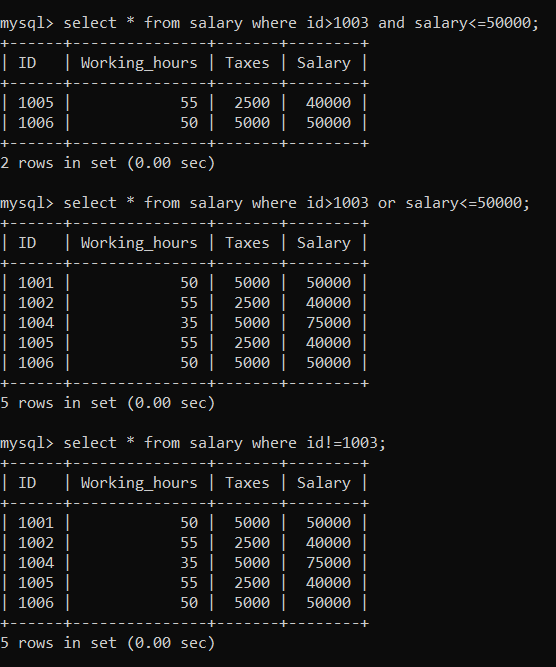 mysql> select * from salary where id>1003 and salary<=50000;
+------+---------------+-------+--------+
| ID   | Working_hours | Taxes | Salary |
+------+---------------+-------+--------+
| 1005 |            55 |  2500 |  40000 |
| 1006 |            50 |  5000 |  50000 |
+------+---------------+-------+--------+
2 rows in set (0.00 sec)

mysql> select * from salary where id>1003 or salary<=50000;
+------+---------------+-------+--------+
| ID   | Working_hours | Taxes | Salary |
+------+---------------+-------+--------+
| 1001 |            50 |  5000 |  50000 |
| 1002 |            55 |  2500 |  40000 |
| 1004 |            35 |  5000 |  75000 |
| 1005 |            55 |  2500 |  40000 |
| 1006 |            50 |  5000 |  50000 |
+------+---------------+-------+--------+
5 rows in set (0.00 sec)

mysql> select * from salary where id!=1003;
+------+---------------+-------+--------+
| ID   | Working_hours | Taxes | Salary |
+------+---------------+-------+--------+
| 1001 |            50 |  5000 |  50000 |
| 1002 |            55 |  2500 |  40000 |
| 1004 |            35 |  5000 |  75000 |
| 1005 |            55 |  2500 |  40000 |
| 1006 |            50 |  5000 |  50000 |
+------+---------------+-------+--------+
5 rows in set (0.00 sec)